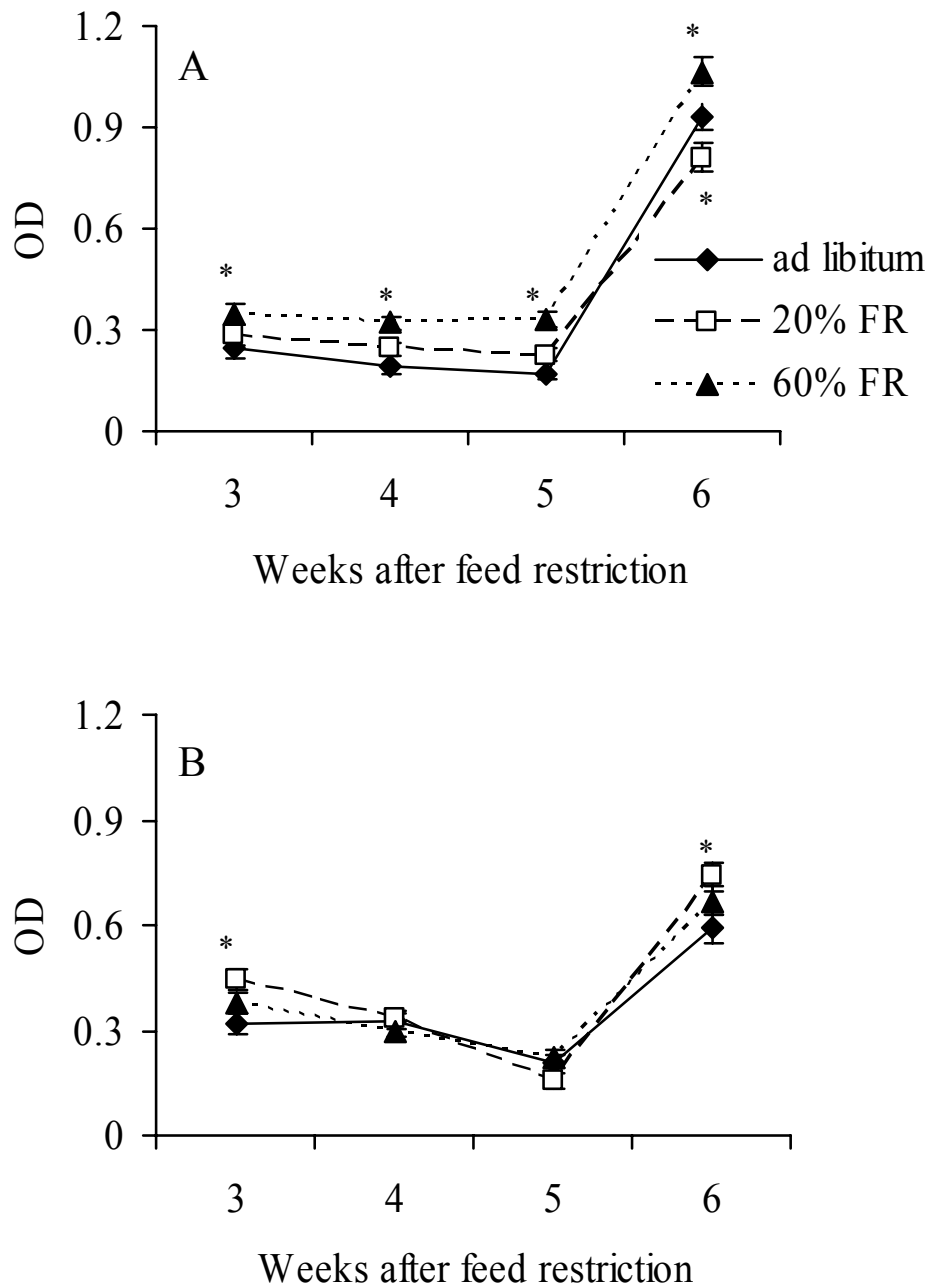 1.2
A
*
0.9
0.6
*
OD
*
*
*
ad libitum
0.3
20% FR
60% FR
0
3 4 5 6
Weeks after feed restriction
1.2
B
0.9
*
OD
0.6
*
0.3
0
3 4 5 6
Weeks after feed restriction